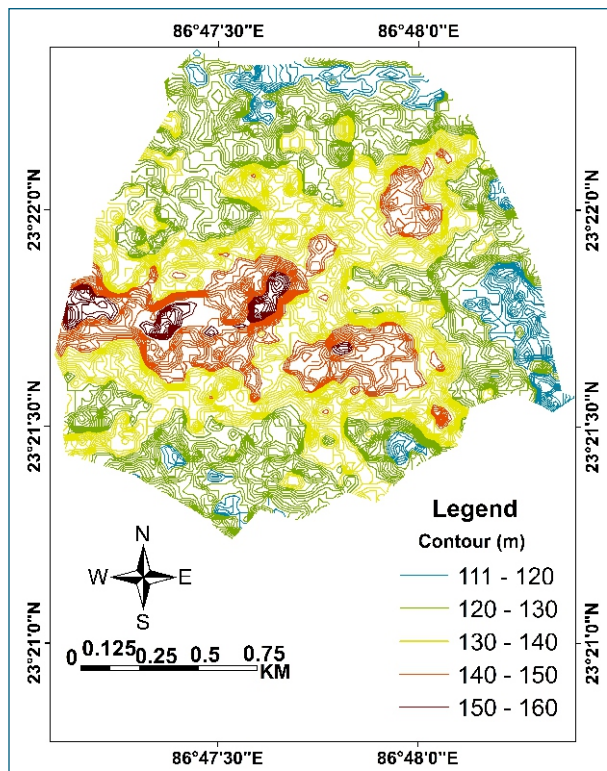 86°47'30"E 86°48'0"E
23°22'0"N 23°22'0"N
23°21'30"N 23°21'30"N
23°21'0"N 23°21'0"N
Legend
Contour (m)
111 - 120
120 - 130
130 - 140
140 - 150
150 - 160
N
W E
S
0 0.125 0.25 0.5 0.75
KM
86°47'30"E 86°48'0"E